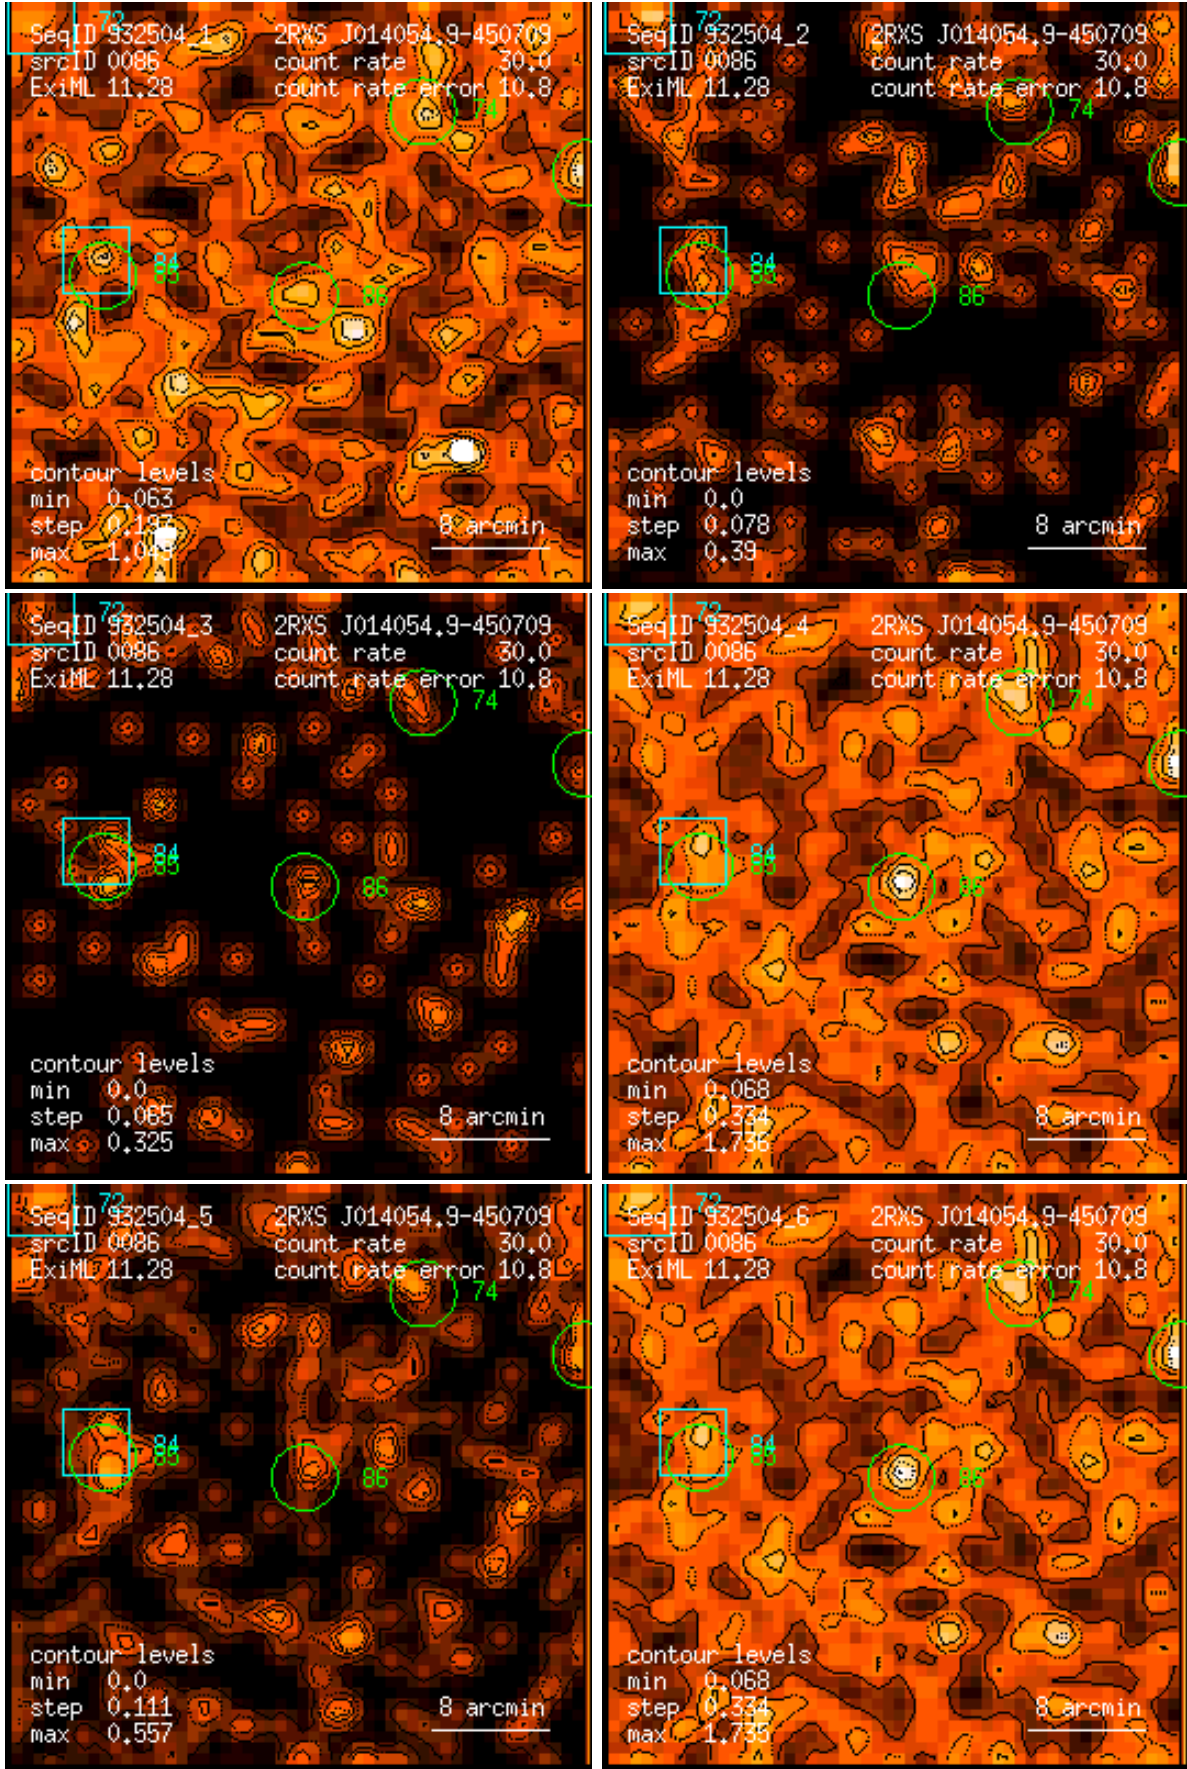 72
SeqID 932504_1 2RXS J014054.9-450709
srcID 0086 count rate 30.0
ExiML 11.28 count rate error 10.8
74
84
86
contour levels
min 0.063
step
max
8 arcmin
72
SeqID 932504_2 2RXS J014054.9-450709
srcID 0086 count rate 30.0
ExiML 11.28 count rate error 10.8
74
84
86
contour levels
min 0.0
step 0.078
max 0.39
8 arcmin
72
SeqID 932504_3 2RXS J014054.9-450709
srcID 0086 count rate 30.0
ExiML 11.28 count rate error 10.8
74
84
86
contour levels
min 0.0
step 0.065
max 0.325
8 arcmin
72
SeqID 932504_4 2RXS J014054.9-450709
srcID 0086 count rate 30.0
ExiML 11.28 count rate error 10.8
74
84
86
contour levels
min 0.068
step 0.334
max 1.736
8 arcmin
72
SeqID 932504_5 2RXS J014054.9-450709
srcID 0086 count rate 30.0
ExiML 11.28 count rate error 10.8
74
84
86
contour levels
min 0.0
step 0.111
max 0.557
8 arcmin
72
SeqID 932504_6 2RXS J014054.9-450709
srcID 0086 count rate 30.0
ExiML 11.28 count rate error 10.8
74
84
86
contour levels
min 0.068
step 0.334
max 1.735
8 arcmin